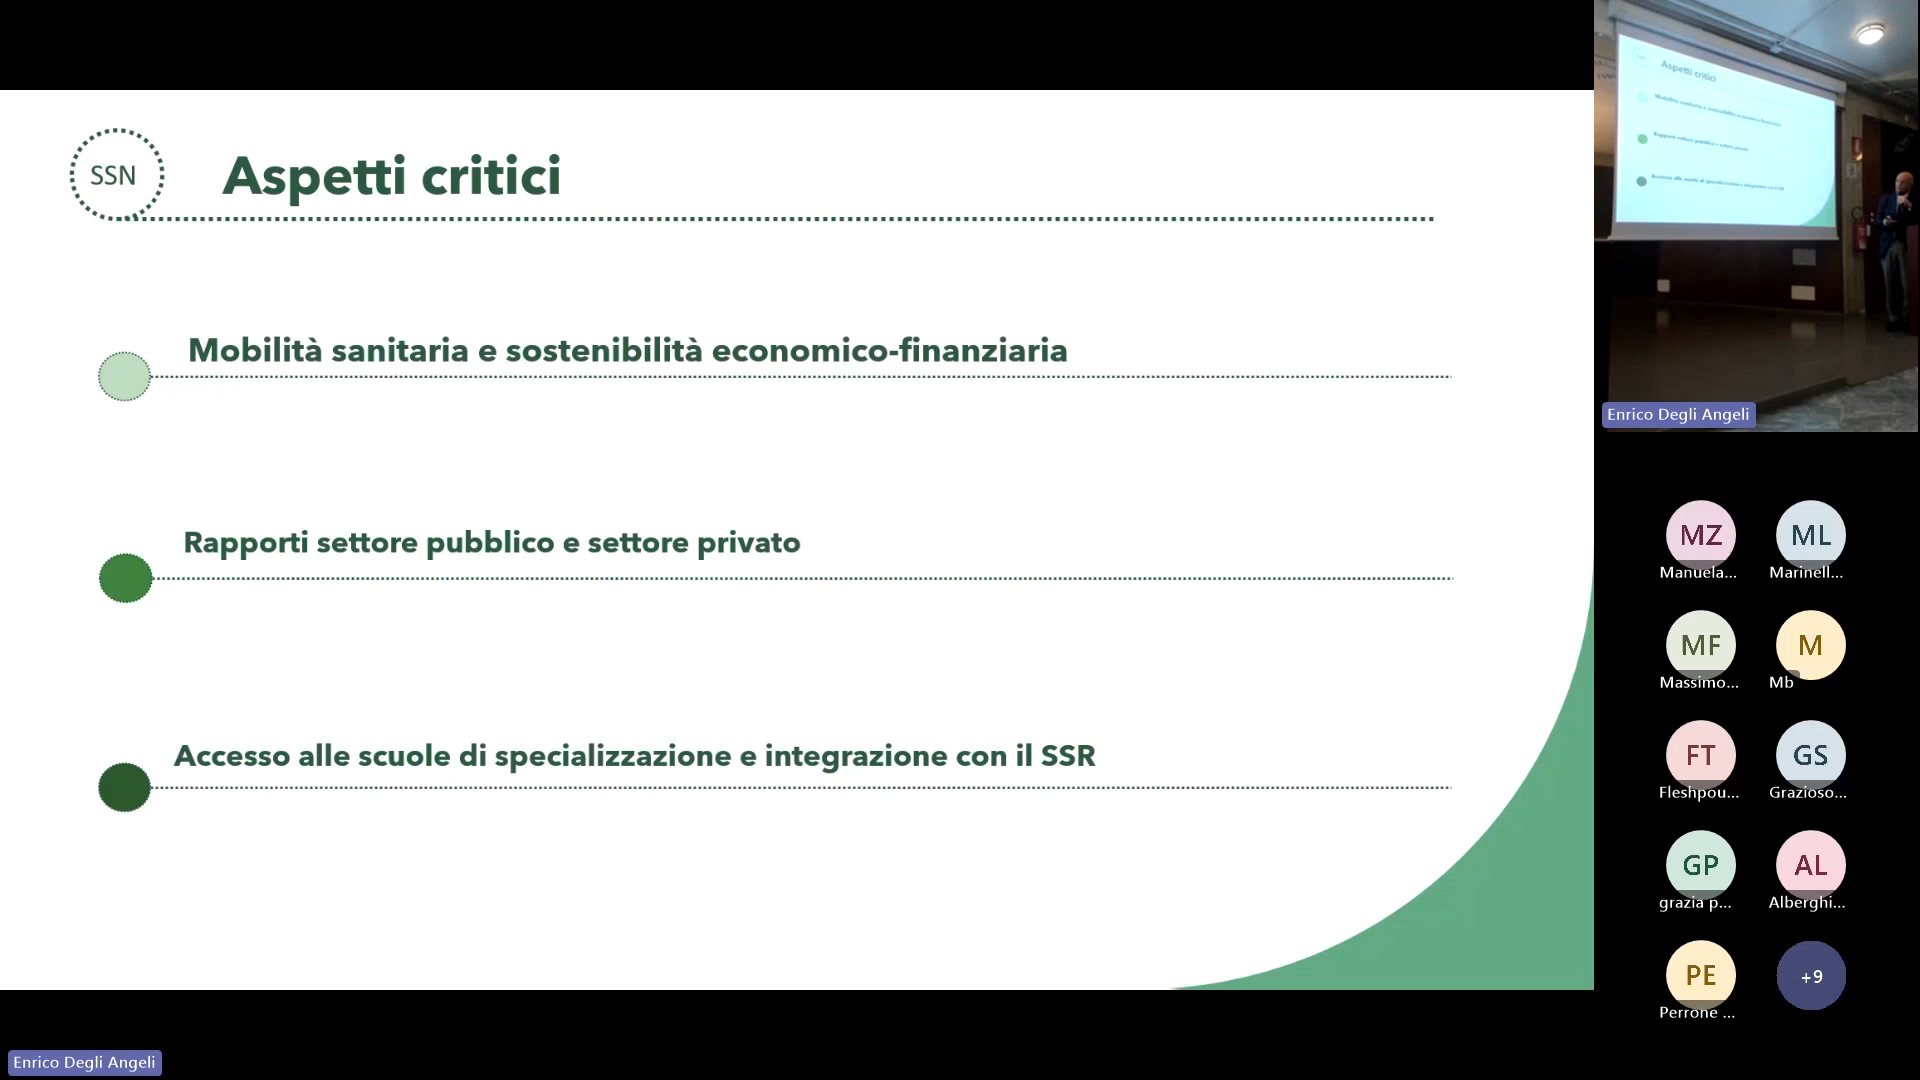 SSN
Aspetti critici
Mobilità sanitaria e sostenibilità economico-finanziaria
Rapporti settore pubblico e settore privato
Accesso alle scuole di specializzazione e integrazione con il SSR
Enrico Degli Angeli
Aspetti critici
Enrico Degli Angeli
MZ
ML
Manuela...
Marinell...
MF
M
Massimo...
Mb
FT
GS
Fleshpou...
Grazioso...
GP
AL
grazia p...
Alberghi...
PE
+9
Perrone ...